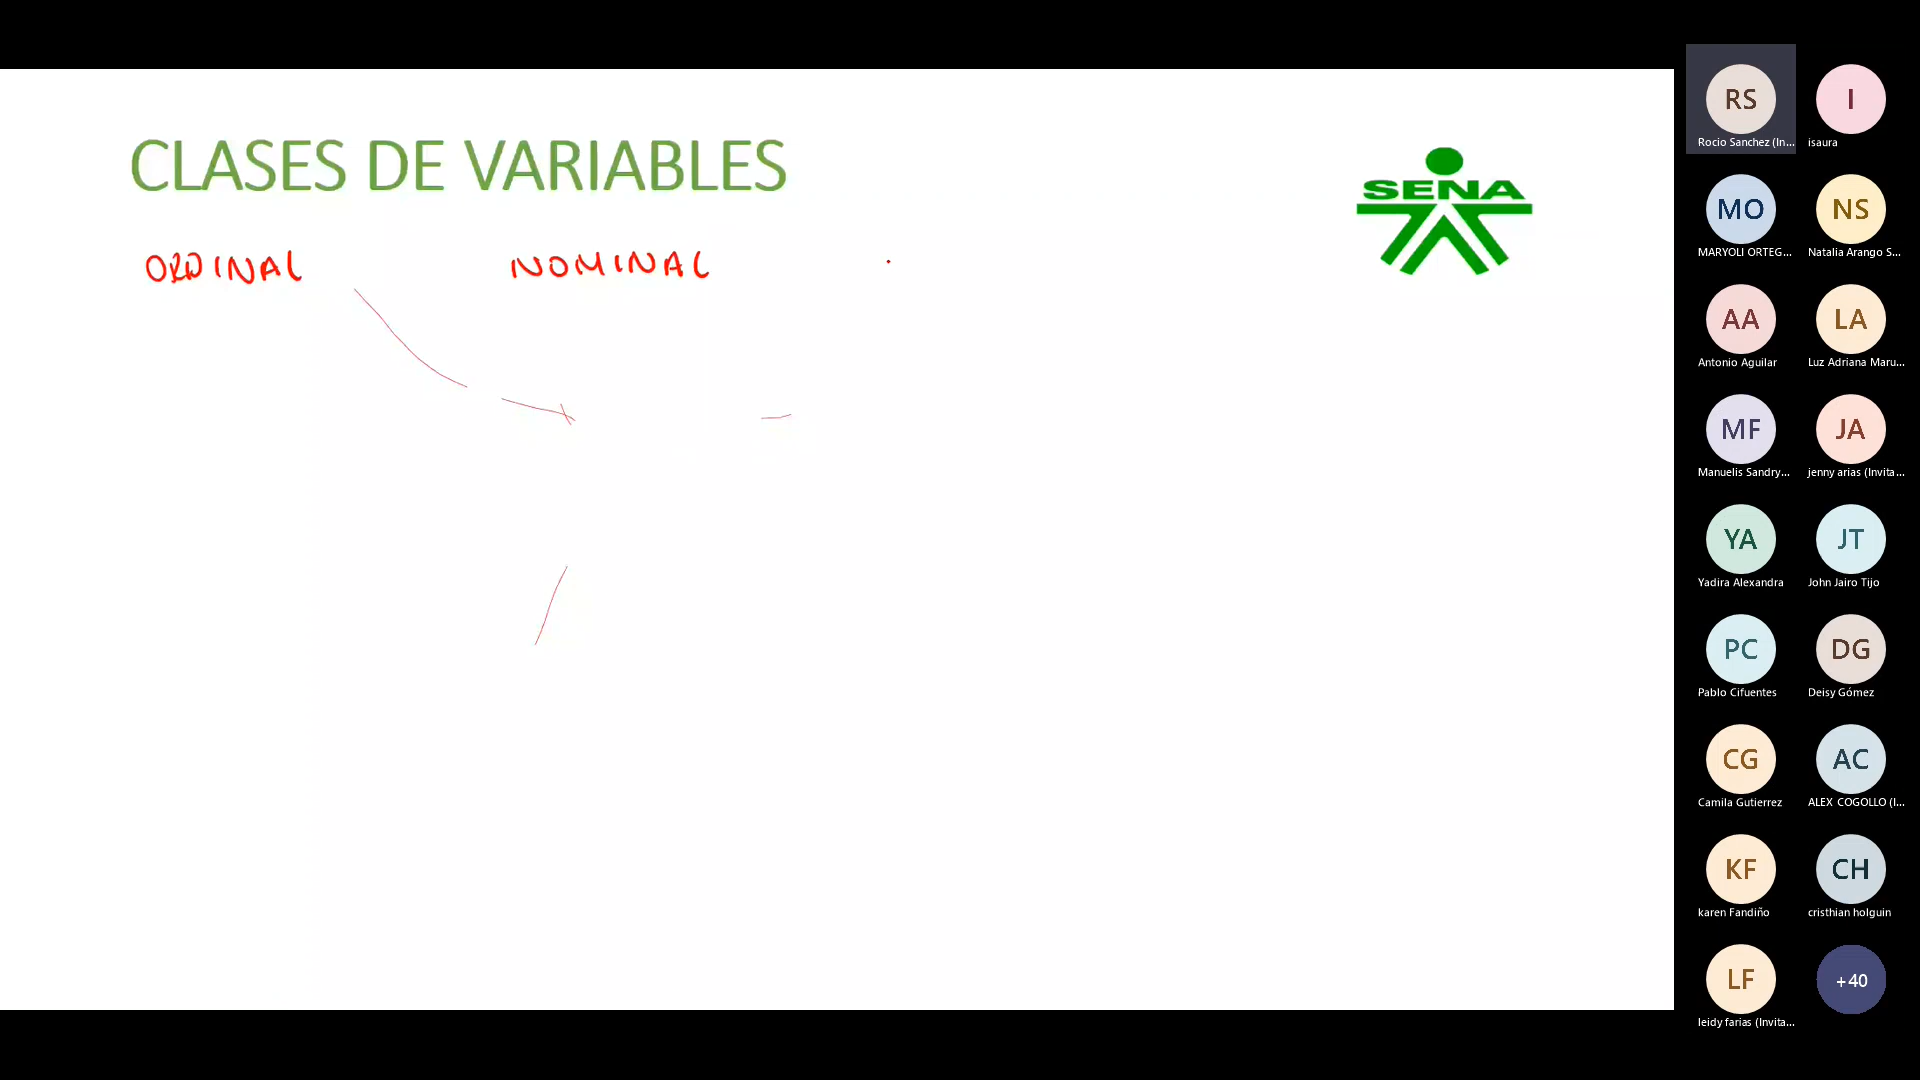 CLASES DE VARIABLES
SENA
ORDINAL NOMINAL
RS I
Rocio Sanchez (In... isaura
MO NS
MARYOLI ORTEG... Natalia Arango S...
AA LA
Antonio Aguilar Luz Adriana Maru...
MF JA
Manuelis Sandry... jenny arias (Invita...
YA JT
Yadira Alexandra John Jairo Tijo
PC DG
Pablo Cifuentes Deisy Gómez
CG AC
Camila Gutierrez ALEX COGOLLO (I...
KF CH
karen Fandiño cristhian holguin
LF +40
leidy farias (Invita...